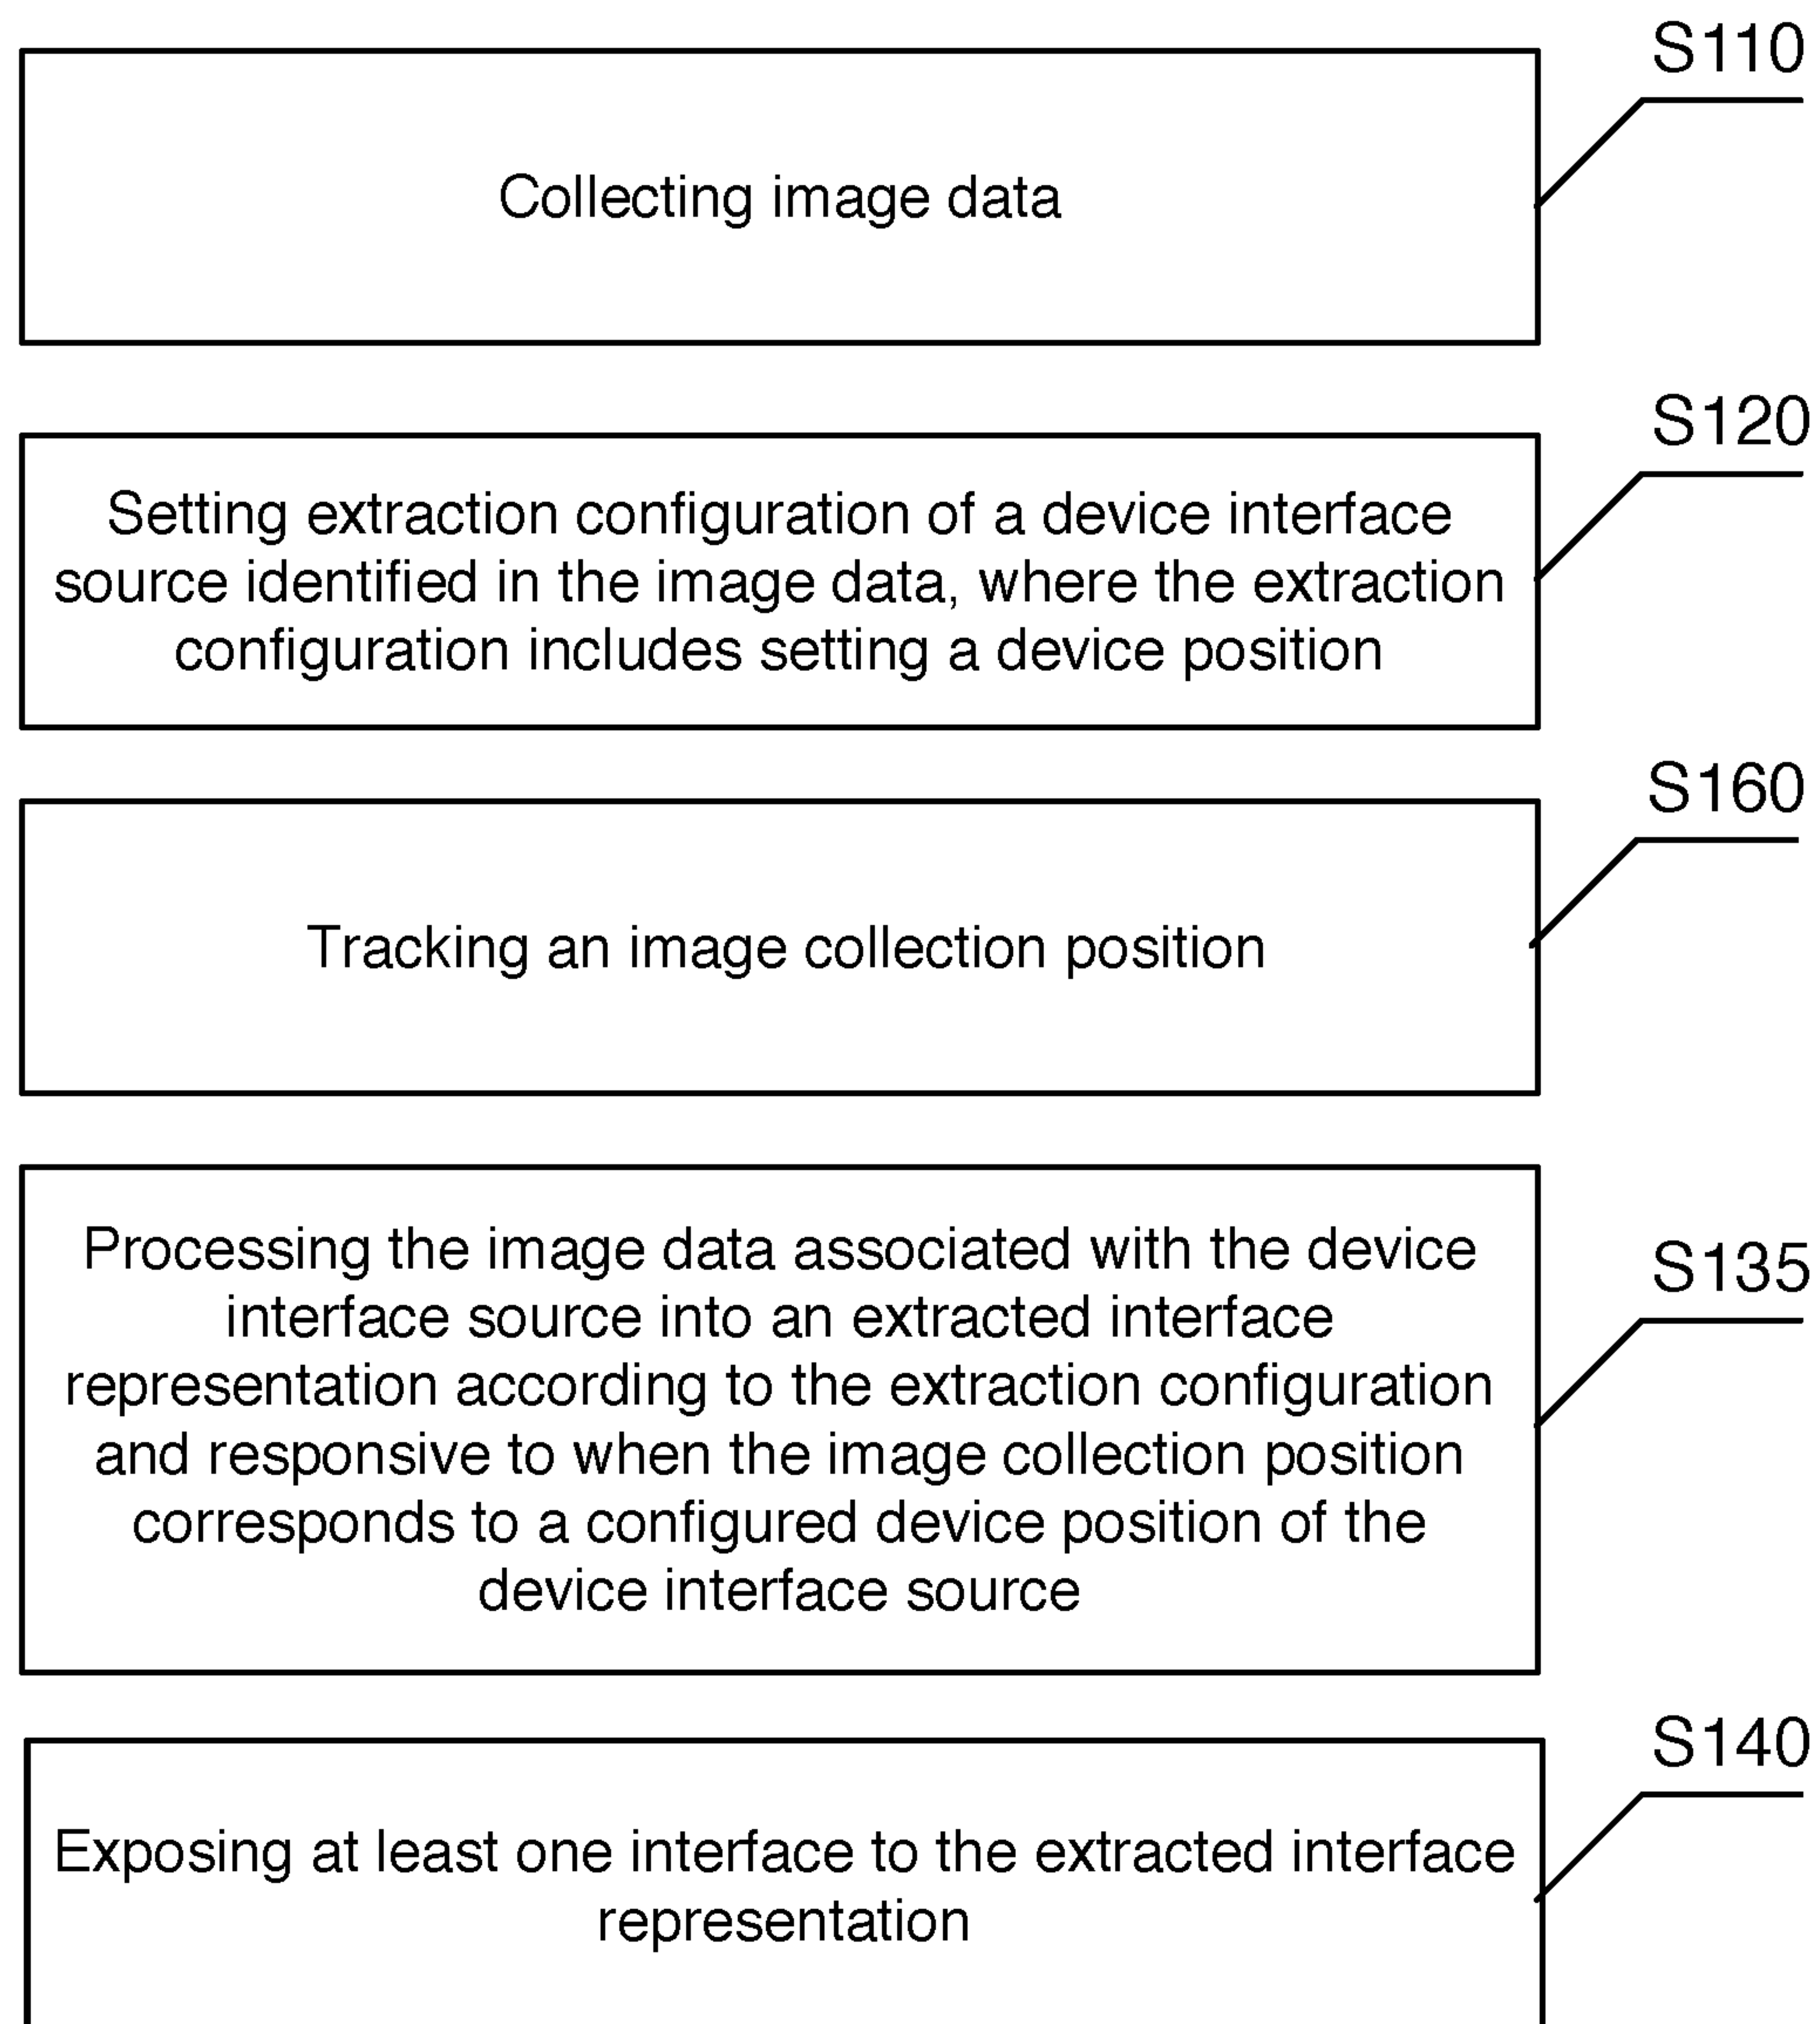 S110
Collecting image data
S120
Setting extraction configuration of a device interface
source identified in the image data, where the extraction
configuration includes setting a device position
S160
Tracking an image collection position
S135
Processing the image data associated with the device
interface source into an extracted interface
representation according to the extraction configuration
and responsive to when the image collection position
corresponds to a configured device position of the
device interface source
S140
Exposing at least one interface to the extracted interface
representation